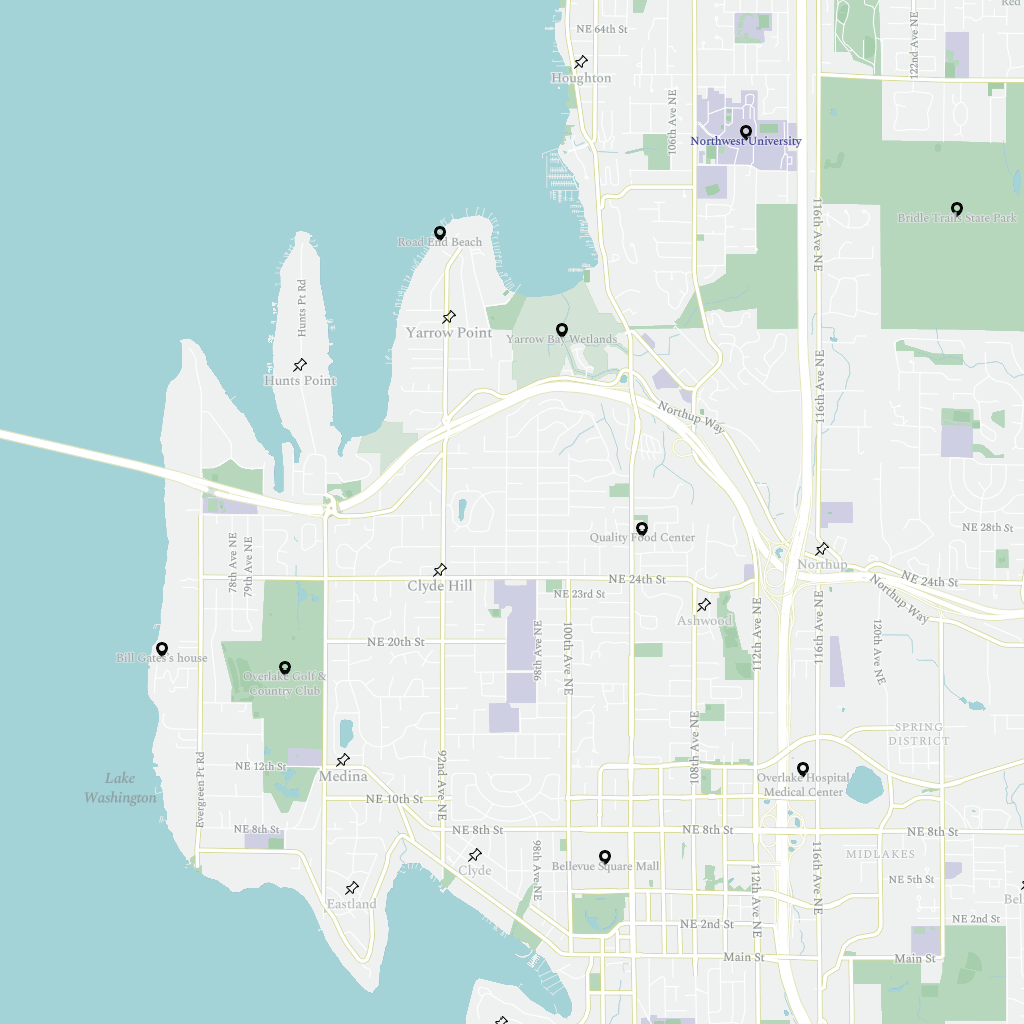 Red
NE 64th St
122nd Ave NE
Houghton
106th Ave NE
Northwest University
Bridle Trails State Park
116th Ave NE
Road End Beach
Hunts Pt Rd
Yarrow Point
Yarrow Bay Wetlands
Hunts Point
116th Ave NE
Northup Way
NE 28th St
Quality Food Center
78th Ave NE
79th Ave NE
Northup
NE 24th St
NE 24th St
Clyde Hill
NE 23rd St
Northup Way
Ashwood
112th Ave NE
116th Ave NE
120th Ave NE
NE 20th St
98th Ave NE
100th Ave NE
Bill Gates's house
Overlake Golf &
Country Club
108th Ave NE
SPRING
DISTRICT
Evergreen Pt Rd
92nd Ave NE
NE 12th St
Medina
Lake
Washington
Overlake Hospital
Medical Center
NE 10th St
NE 8th St
NE 8th St
NE 8th St
NE 8th St
98th Ave NE
116th Ave NE
MIDLAKES
Clyde
Bellevue Square Mall
112th Ave NE
NE 5th St
Eastland
Bel
NE 2nd St
NE 2nd St
Main St
Main St